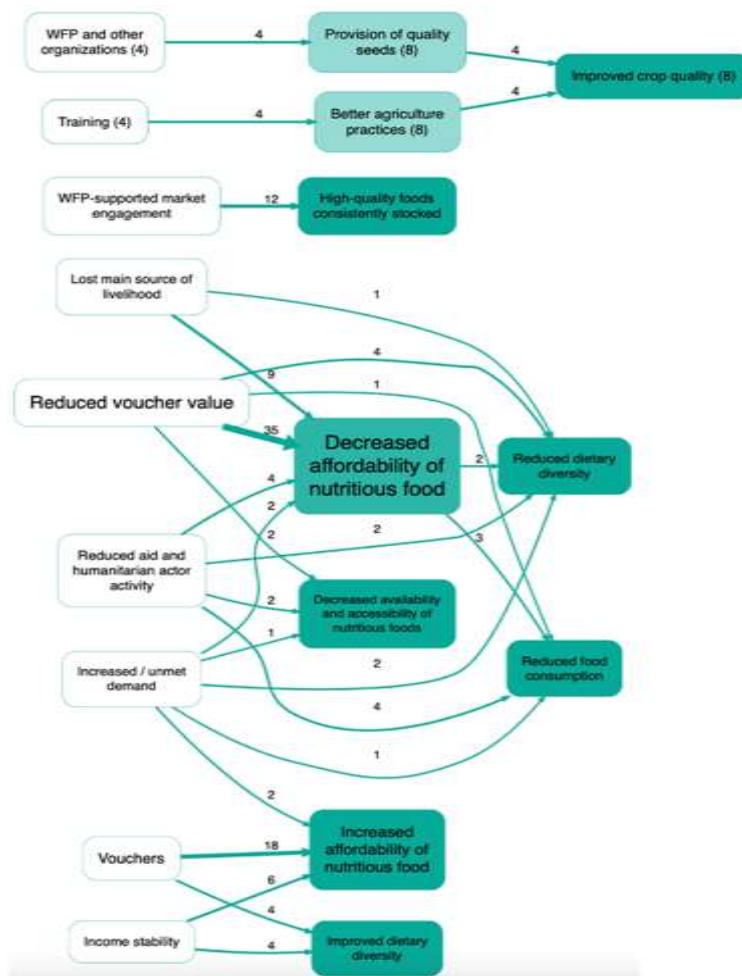 WFP and other
organizations (4)
4
Provision of quality
seeds (8)
4
Improved crop quality (8)
4
Training (4)
4
Better agriculture
practices (8)
WFP-supported market
engagement
12
High-quality foods
consistently stocked
Lost main source of
livelihood
1
4
9
1
Reduced voucher value
35
Decreased
affordability of
nutritious food
2
Reduced dietary
diversity
4
2
2
2
3
Reduced aid and
humanitarian actor
activity
2
Decreased availability
and accessibility of
nutritious foods
1
Increased / unmet
demand
2
Reduced food
consumption
4
1
2
Increased
affordability of
nutritious food
Vouchers
18
6
4
Income stability
4
Improved dietary
diversity